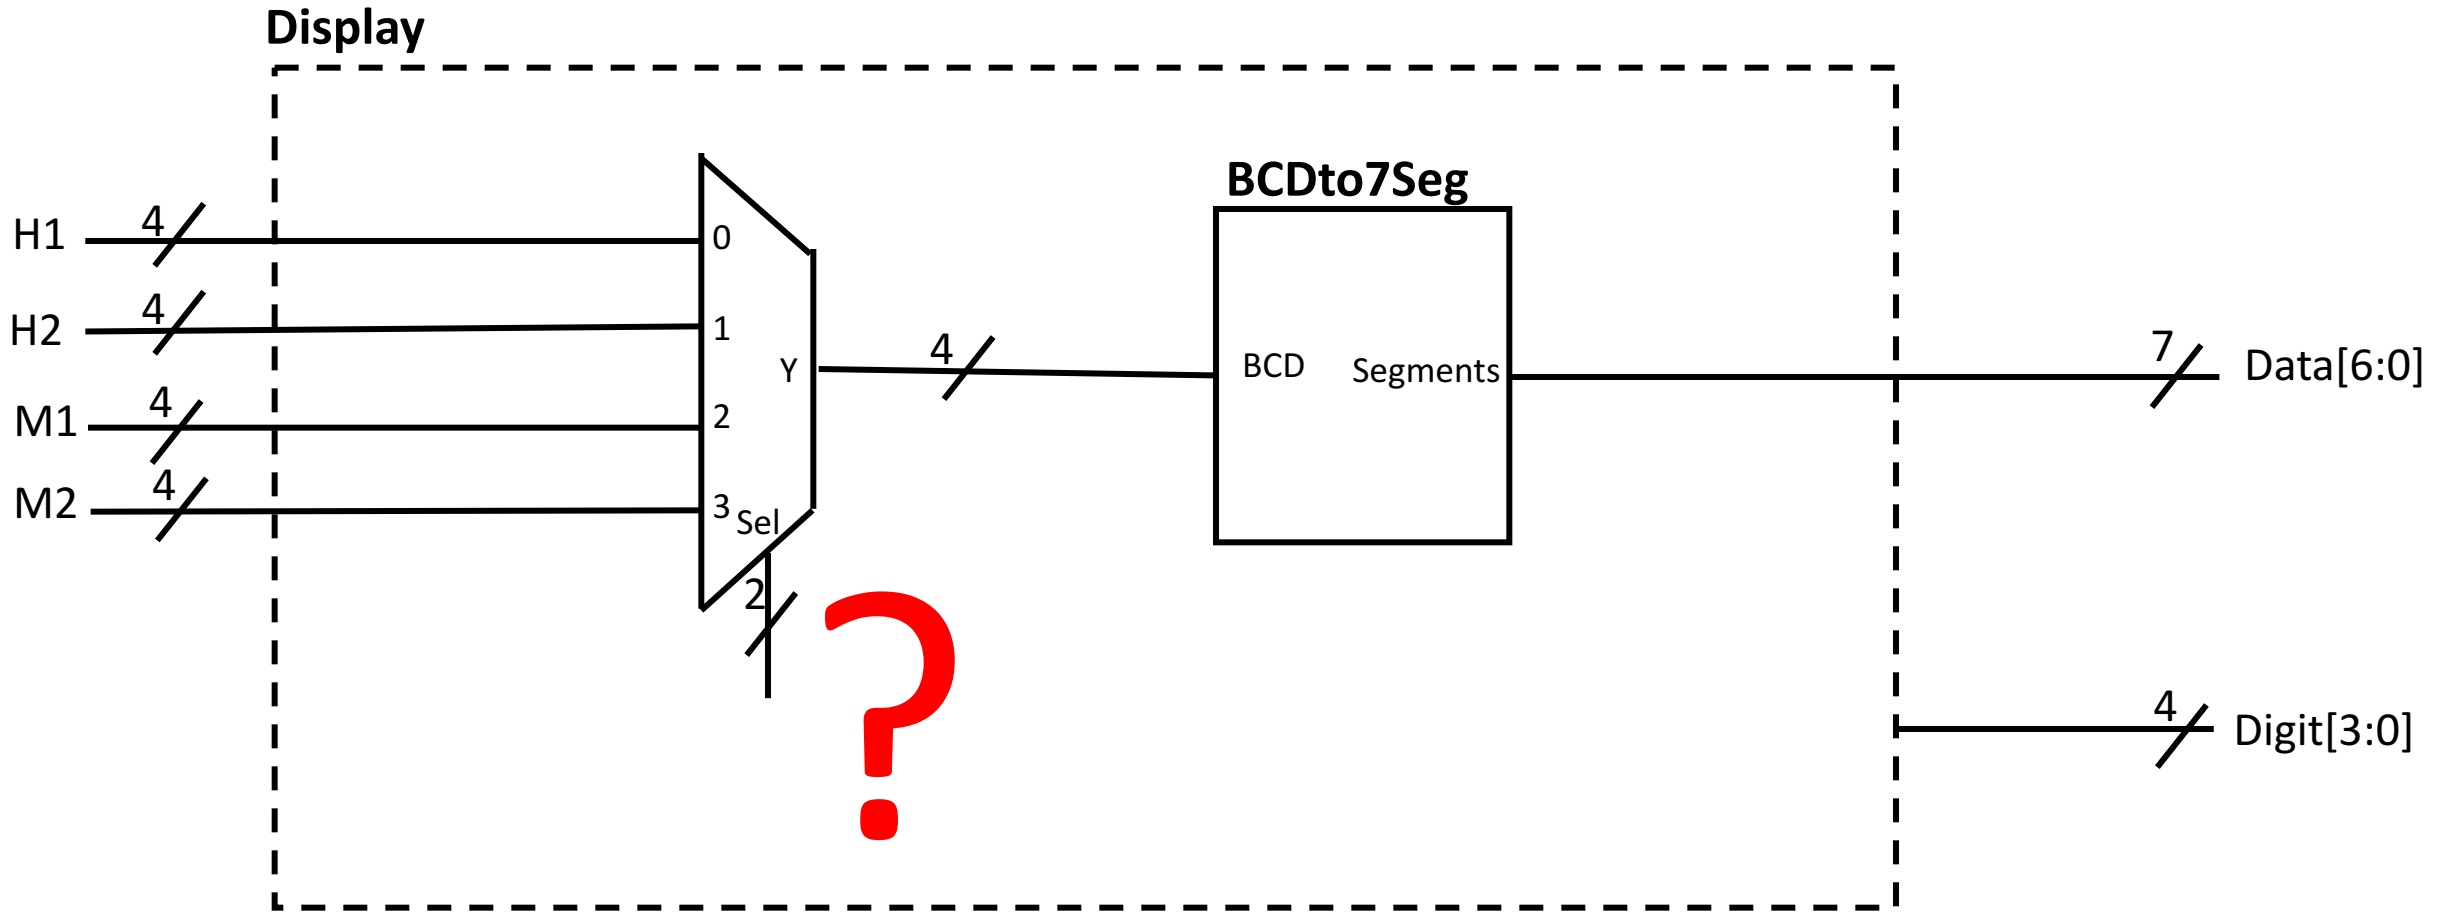 Display
BCDto7Seg
H1
4
0
H2
4
1
Y
4
BCD
Segments
7
Data[6:0]
M1
4
2
M2
4
3
Sel
2
?
4
Digit[3:0]